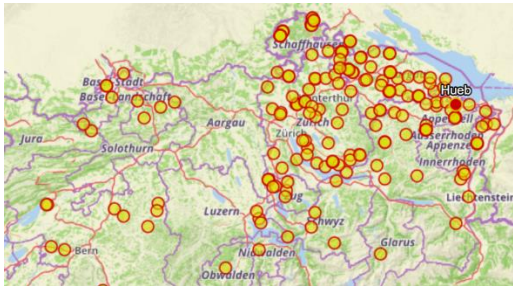 Schaffhausen
Basel-Stadt
Hueb
Basel-Landschaft
Winterthur
Appenzell
Aargau
Zürich
Ausserrhoden
Jura
Zürich
Appenzell
Solothurn
Innerrhoden
Zug
Liechtenstein
Luzern
Schwyz
Bern
Glarus
Nidwalden
Obwalden